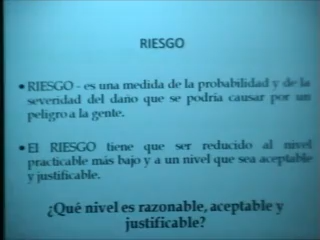 RIESGO
• RIESGO - es una medida de la probabilidad y de la
severidad del daño que se podria causar por un
peligro a la gente.
• El RIESGO tiene que ser reducido al nivel
practicable más bajo y a un nivel que sea aceptable
y justificable.
¿Qué nivel es razonable, aceptable y
justificable?